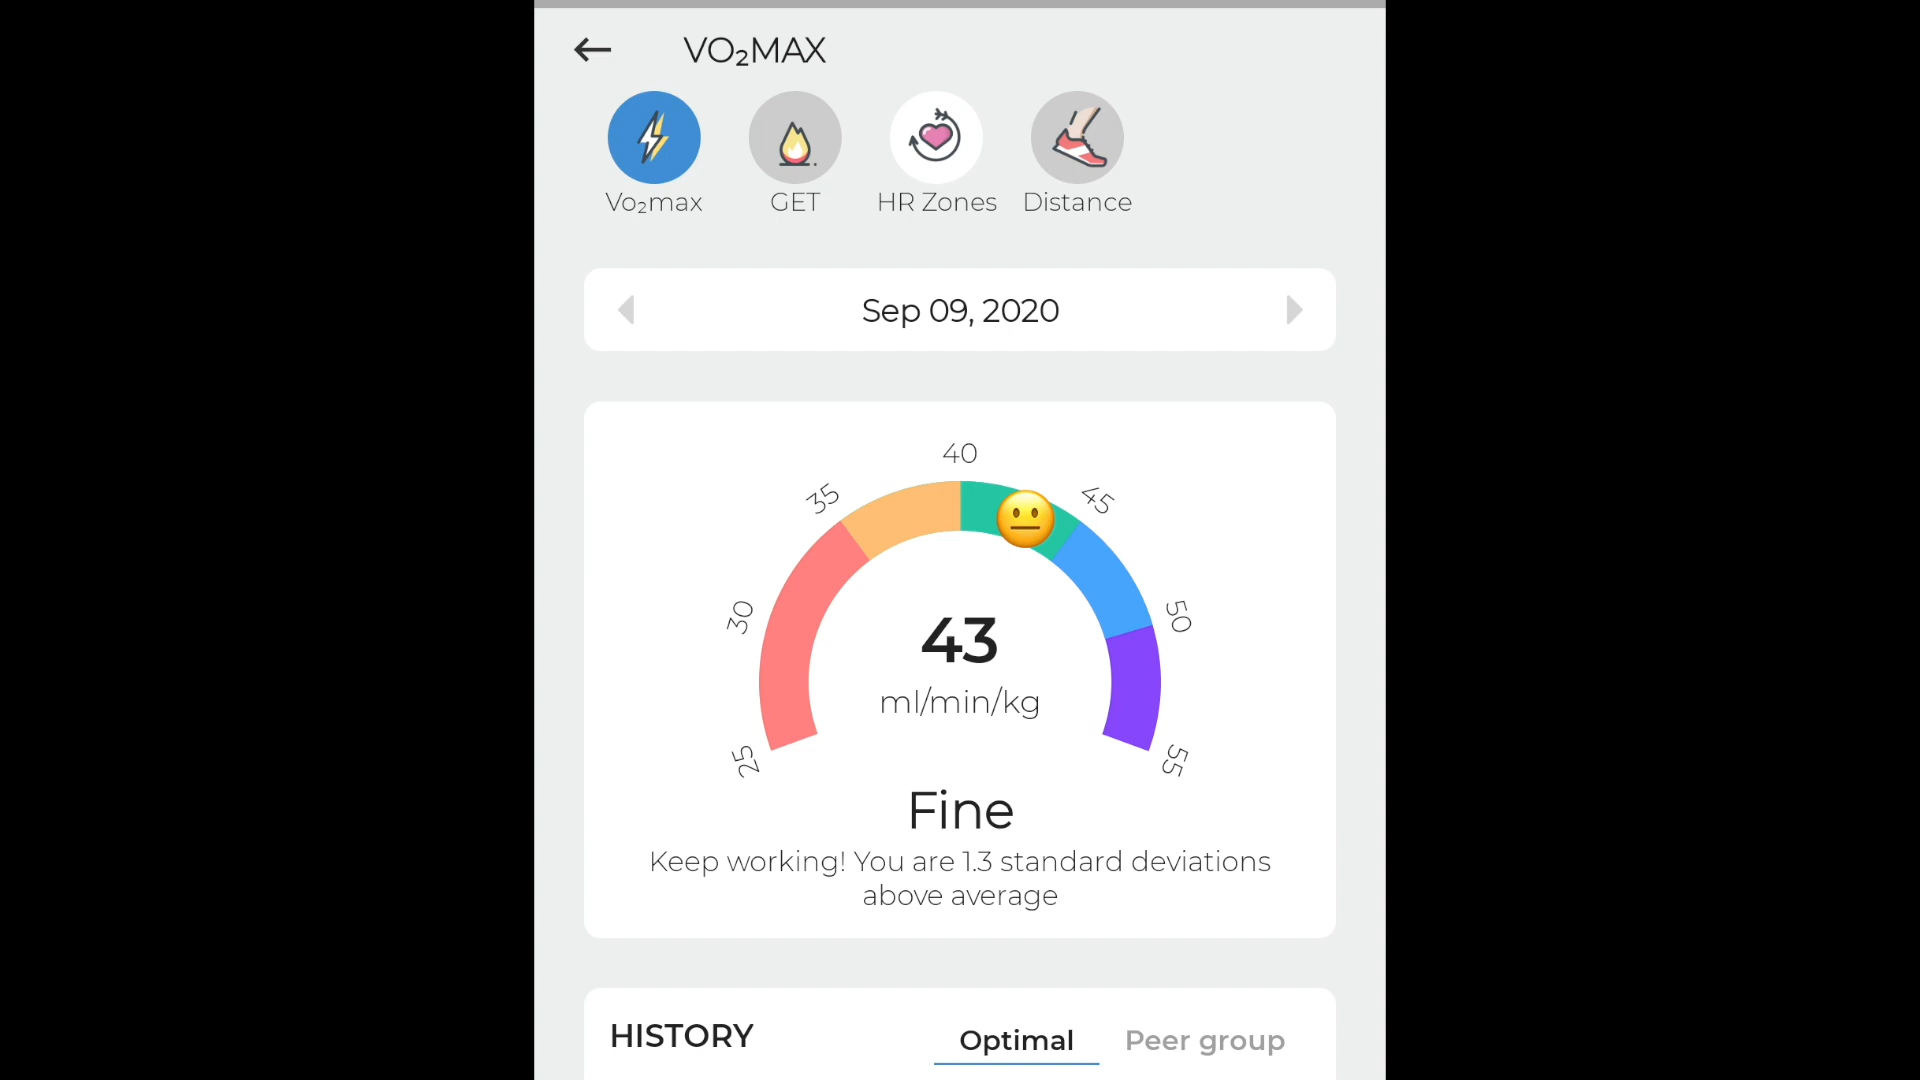 VO₂MAX
Vo₂max
GET
HR Zones
Distance
Sep 09, 2020
40
35
45
30
50
43
ml/min/kg
25
55
Fine
Keep working! You are 1.3 standard deviations
above average
HISTORY
Optimal
Peer group